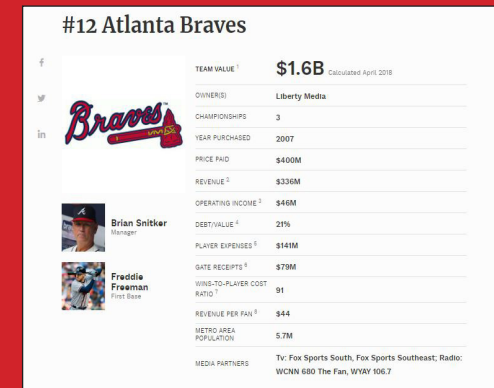 #12 Atlanta Braves
f
in
Braves
TEAM VALUE 1
$1.6B Calculated April 2018
OWNER(S)
Liberty Media
CHAMPIONSHIPS
3
YEAR PURCHASED
2007
PRICE PAID
$400M
REVENUE 2
$336M
OPERATING INCOME 3
$46M
DEBT/VALUE 4
21%
PLAYER EXPENSES 5
$141M
GATE RECEIPTS 6
$79M
WINS-TO-PLAYER COST
RATIO 7
91
REVENUE PER FAN 8
$44
METRO AREA
POPULATION
5.7M
MEDIA PARTNERS
Tv: Fox Sports South, Fox Sports Southeast; Radio:
WCNN 680 The Fan, WYAY 106.7
Brian Snitker
Manager
Freddie
Freeman
First Base